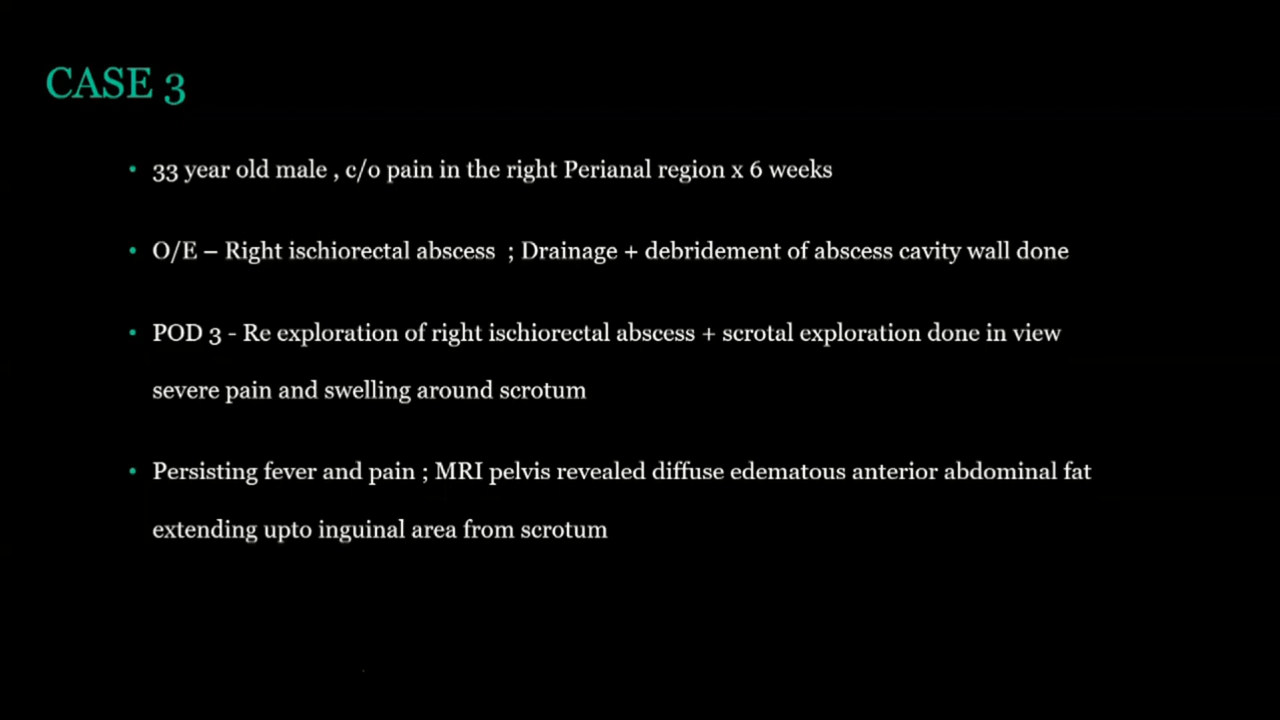 CASE 3
• 33 year old male , c/o pain in the right Perianal region x 6 weeks
• O/E – Right ischiorectal abscess ; Drainage + debridement of abscess cavity wall done
• POD 3 - Re exploration of right ischiorectal abscess + scrotal exploration done in view
severe pain and swelling around scrotum
• Persisting fever and pain ; MRI pelvis revealed diffuse edematous anterior abdominal fat
extending upto inguinal area from scrotum